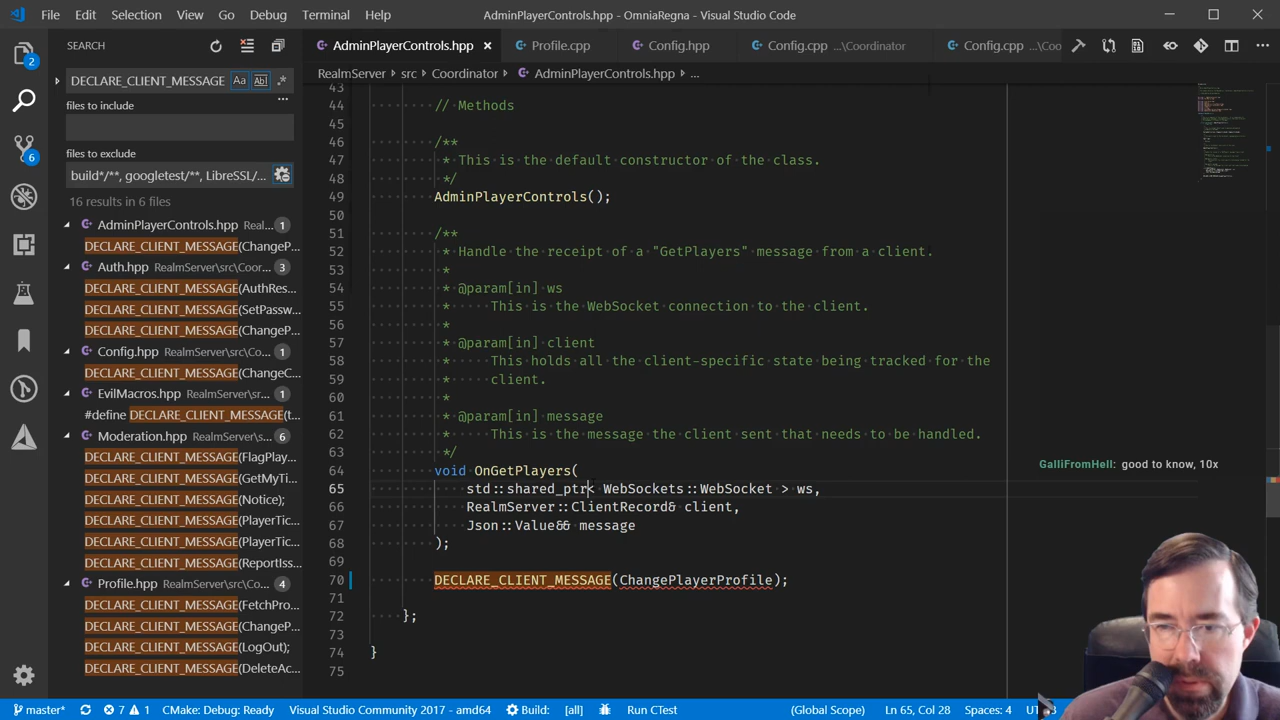 File Edit Selection View Go Debug Terminal Help AdminPlayerControls.hpp - OmniaRegna - Visual Studio Code
SEARCH
AdminPlayerControls.hpp × Profile.cpp Config.hpp Config.cpp ...\Coordinator Config.cpp ...\Coo
2
6
DECLARE_CLIENT_MESSAGE Aa Abl .*
files to include
files to exclude
build*/**, googletest/**, LibreSSL/...
16 results in 6 files
AdminPlayerControls.hpp Real... 1
DECLARE_CLIENT_MESSAGE(ChangeP...
Auth.hpp RealmServer\src\Coor... 3
DECLARE_CLIENT_MESSAGE(AuthRes...
DECLARE_CLIENT_MESSAGE(SetPassw...
DECLARE_CLIENT_MESSAGE(ChangeP...
Config.hpp RealmServer\src\Co... 1
DECLARE_CLIENT_MESSAGE(ChangeC...
EvilMacros.hpp RealmServer\src... 1
#define DECLARE_CLIENT_MESSAGE(t...
Moderation.hpp RealmServer\s... 6
DECLARE_CLIENT_MESSAGE(FlagPlay...
DECLARE_CLIENT_MESSAGE(GetMyTi...
DECLARE_CLIENT_MESSAGE(Notice);
DECLARE_CLIENT_MESSAGE(PlayerTic...
DECLARE_CLIENT_MESSAGE(PlayerTic...
DECLARE_CLIENT_MESSAGE(ReportIss...
Profile.hpp RealmServer\src\Co... 4
DECLARE_CLIENT_MESSAGE(FetchPro...
DECLARE_CLIENT_MESSAGE(ChangeP...
DECLARE_CLIENT_MESSAGE(LogOut);
DECLARE_CLIENT_MESSAGE(DeleteAc...
RealmServer > src > Coordinator > AdminPlayerControls.hpp > ...
43
44 // Methods
45
46 /**
47 * This is the default constructor of the class.
48 */
49 AdminPlayerControls();
50
51 /**
52 * Handle the receipt of a "GetPlayers" message from a client.
53 *
54 * @param[in] ws
55 * This is the WebSocket connection to the client.
56 *
57 * @param[in] client
58 * This holds all the client-specific state being tracked for the
59 * client.
60 *
61 * @param[in] message
62 * This is the message the client sent that needs to be handled.
63 */
64 void OnGetPlayers(
65 std::shared_ptr< WebSockets::WebSocket > ws,
66 RealmServer::ClientRecord& client,
67 Json::Value&& message
68 );
69
70 DECLARE_CLIENT_MESSAGE(ChangePlayerProfile);
71
72 };
73
74 }
75
GalliFromHell: good to know, 10x
master* 7 1 CMake: Debug: Ready Visual Studio Community 2017 - amd64 Build: [all] Run CTest (Global Scope) Ln 65, Col 28 Spaces: 4